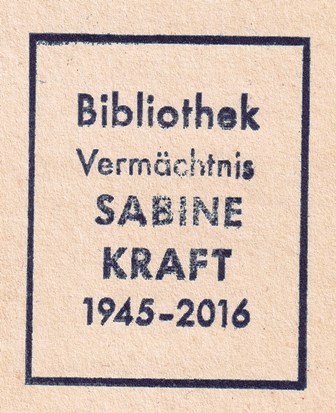 Bibliothek
Vermächtnis
SABINE
KRAFT
1945-2016